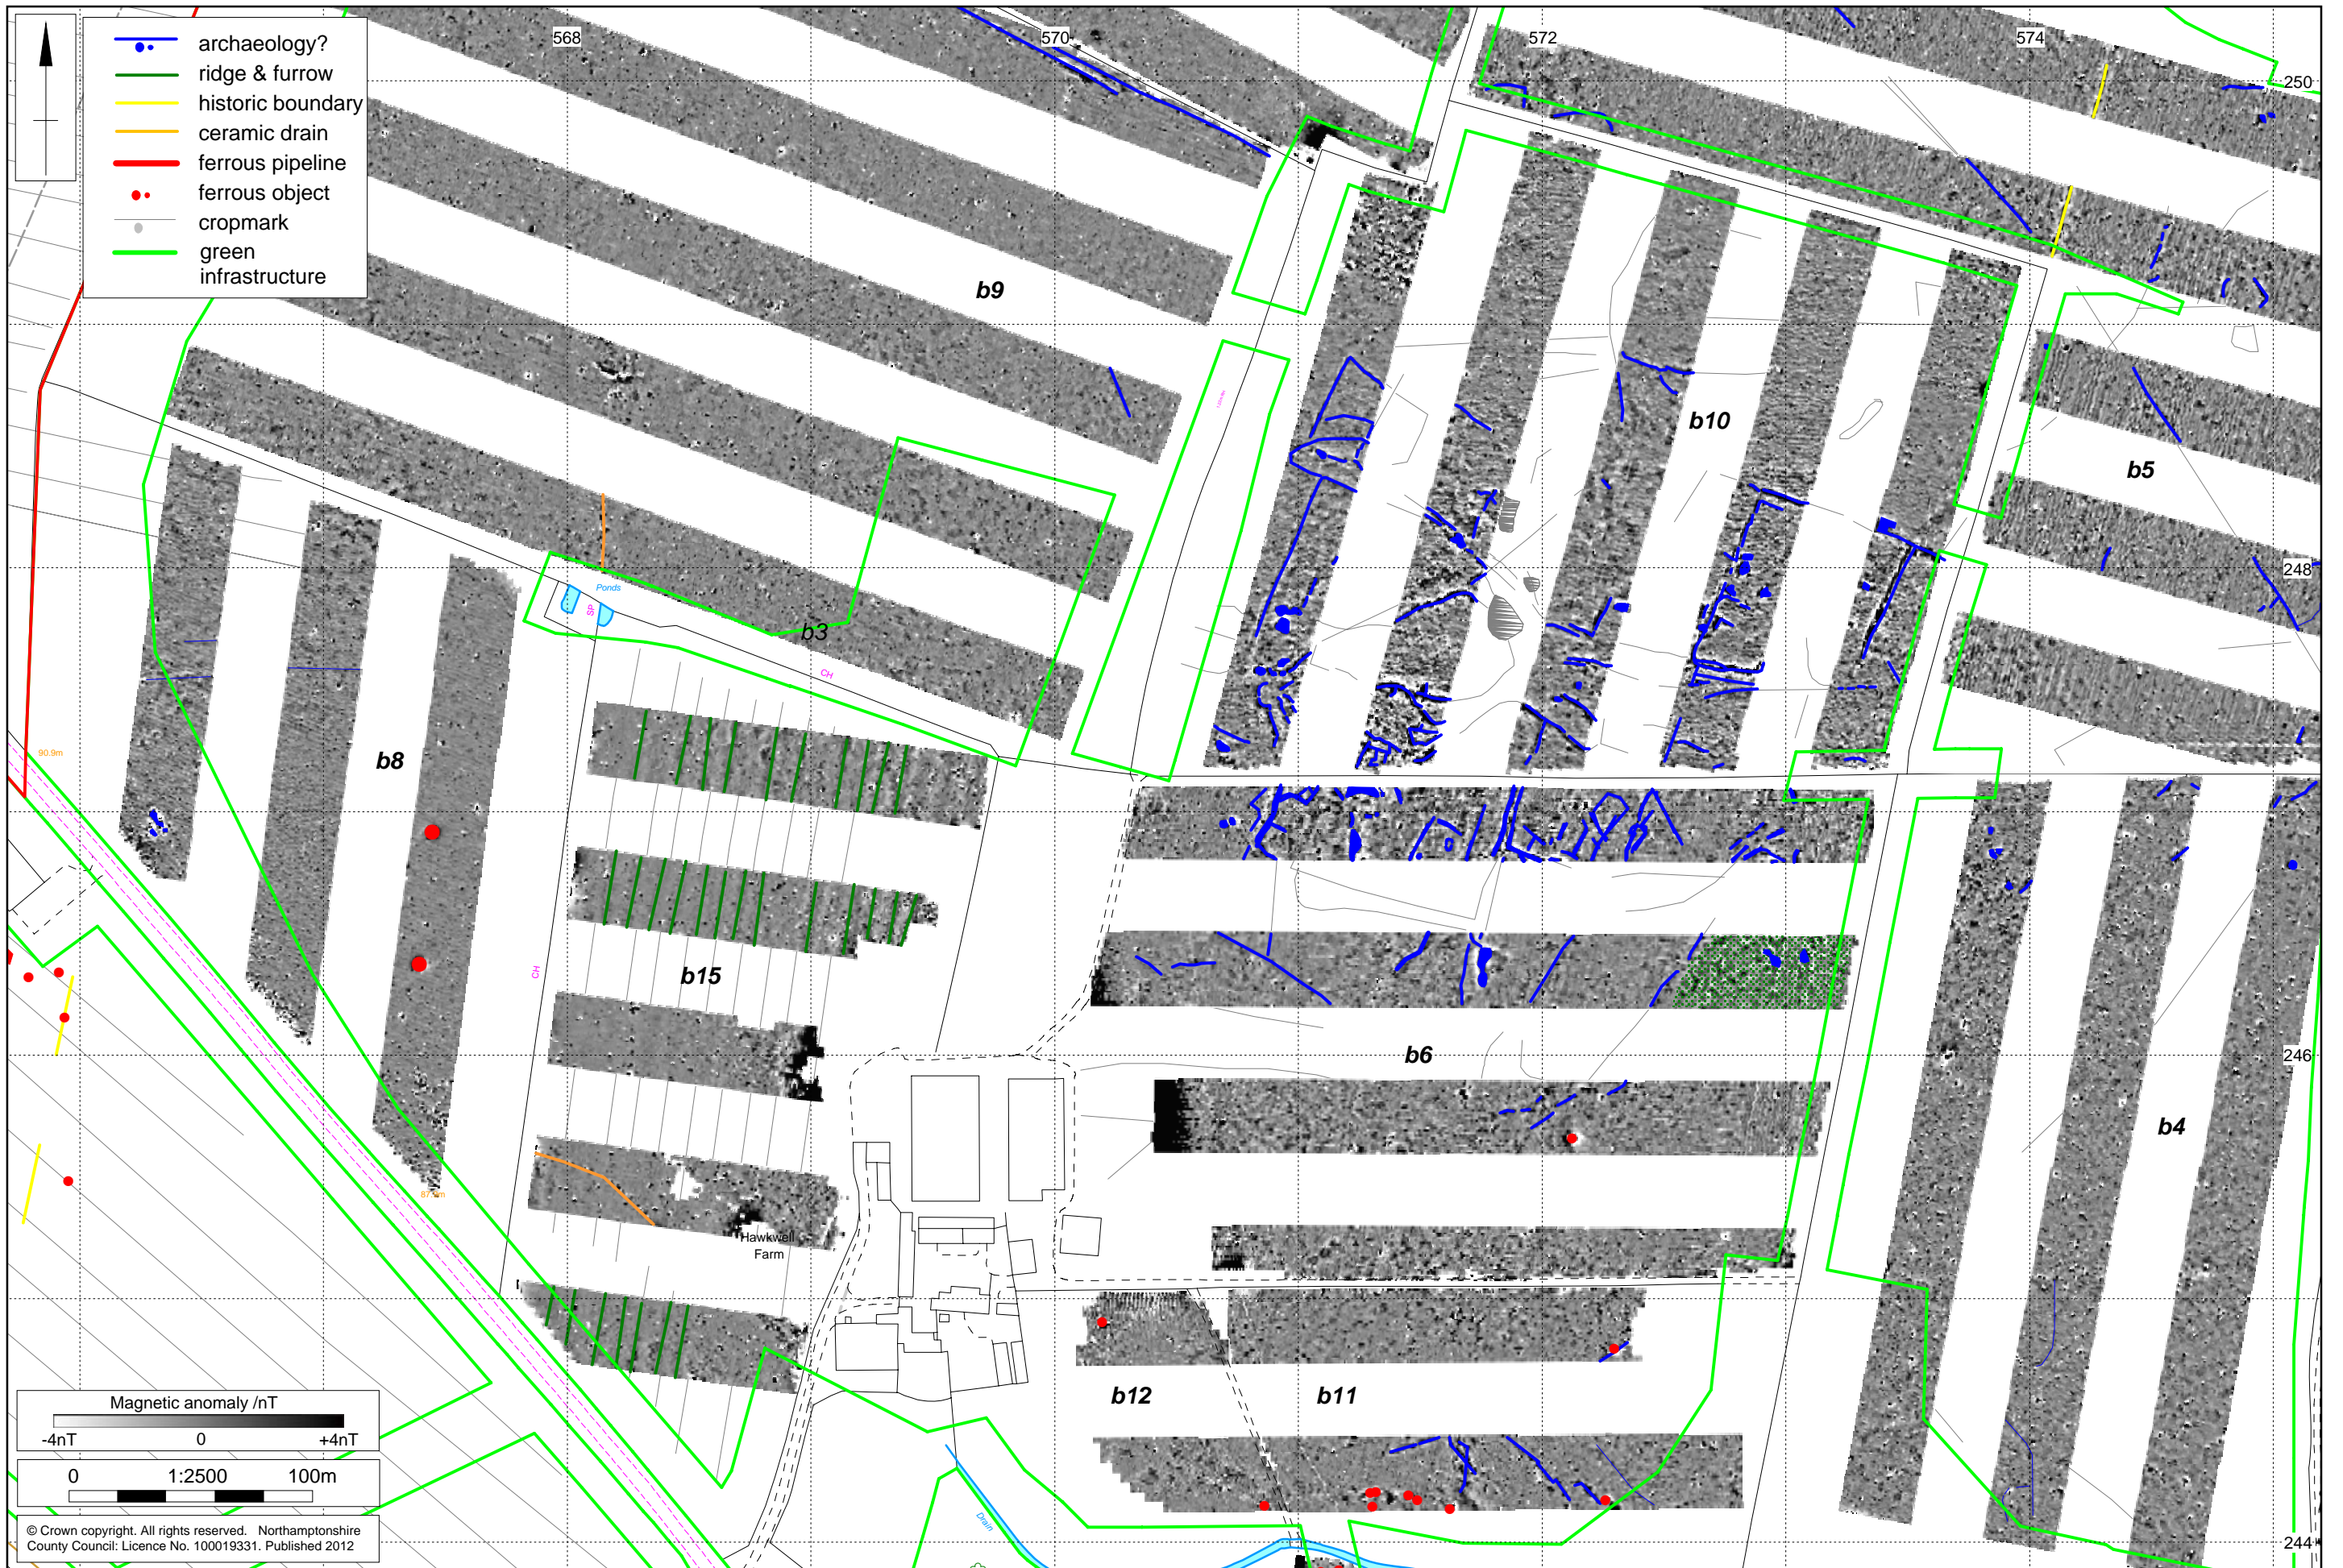 archaeology?
ridge & furrow
historic boundary
ceramic drain
ferrous pipeline
ferrous object
cropmark
green
infrastructure
568
570
572
574
250
b9
b10
b5
248
Ponds
SP
b3
CH
90.9m
b8
CH
b15
b6
246
b4
Hawkwell
Farm
b12
b11
Drain
244
Magnetic anomaly /nT
-4nT 0 +4nT
0 1:2500 100m
© Crown copyright. All rights reserved. Northamptonshire
County Council: Licence No. 100019331. Published 2012